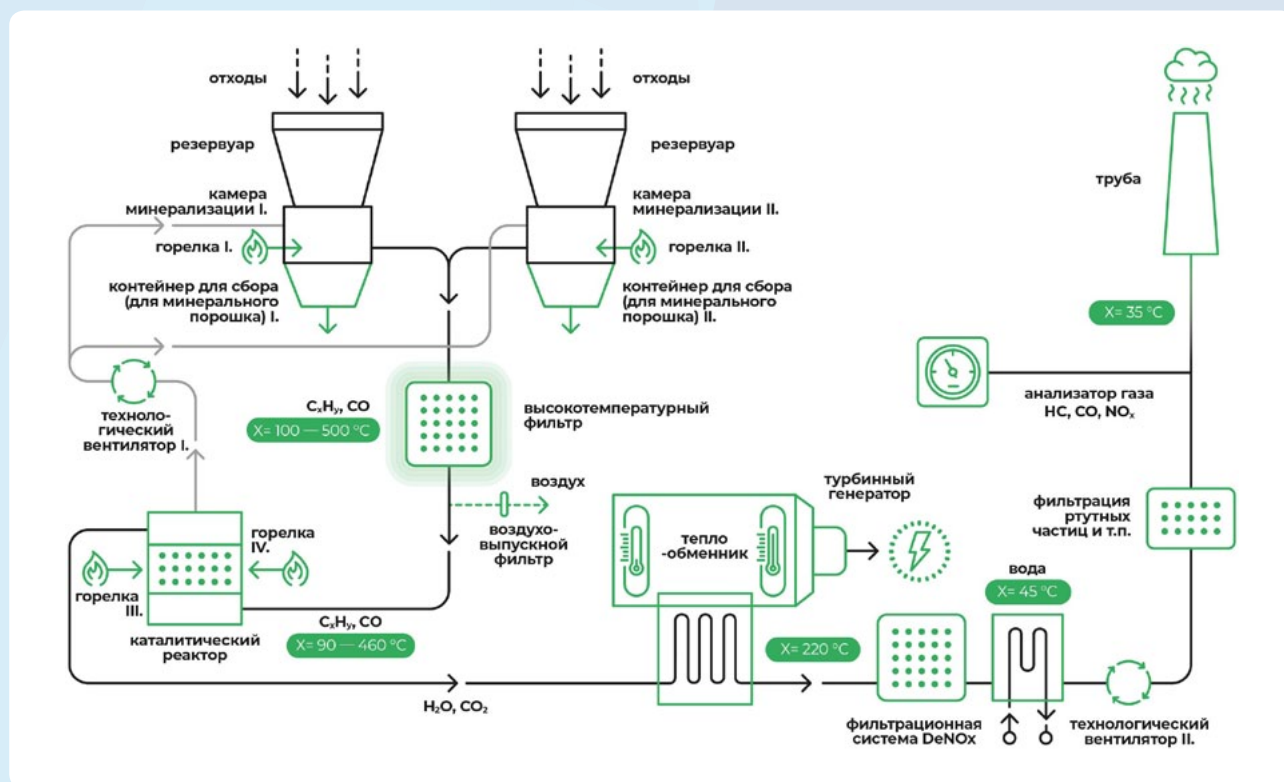 отходы
отходы
резервуар
резервуар
труба
камера
минерализации I.
камера
минерализации II.
горелка I.
горелка II.
контейнер для сбора
(для минерального
порошка) I.
контейнер для сбора
(для минерального
порошка) II.
X= 35 °C
техноло-
гический
вентилятор I.
CₓHᵧ, CO
X= 100 — 500 °C
высокотемпературный
фильтр
анализатор газа
HC, CO, NOₓ
воздух
воздухо-
выпускной
фильтр
турбинный
генератор
тепло
-обменник
фильтрация
ртутных
частиц и т.п.
горелка
IV.
горелка
III.
каталитический
реактор
CₓHᵧ, CO
X= 90 — 460 °C
вода
X= 45 °C
X= 220 °C
H₂O, CO₂
фильтрационная
система DeNOx
технологический
вентилятор II.